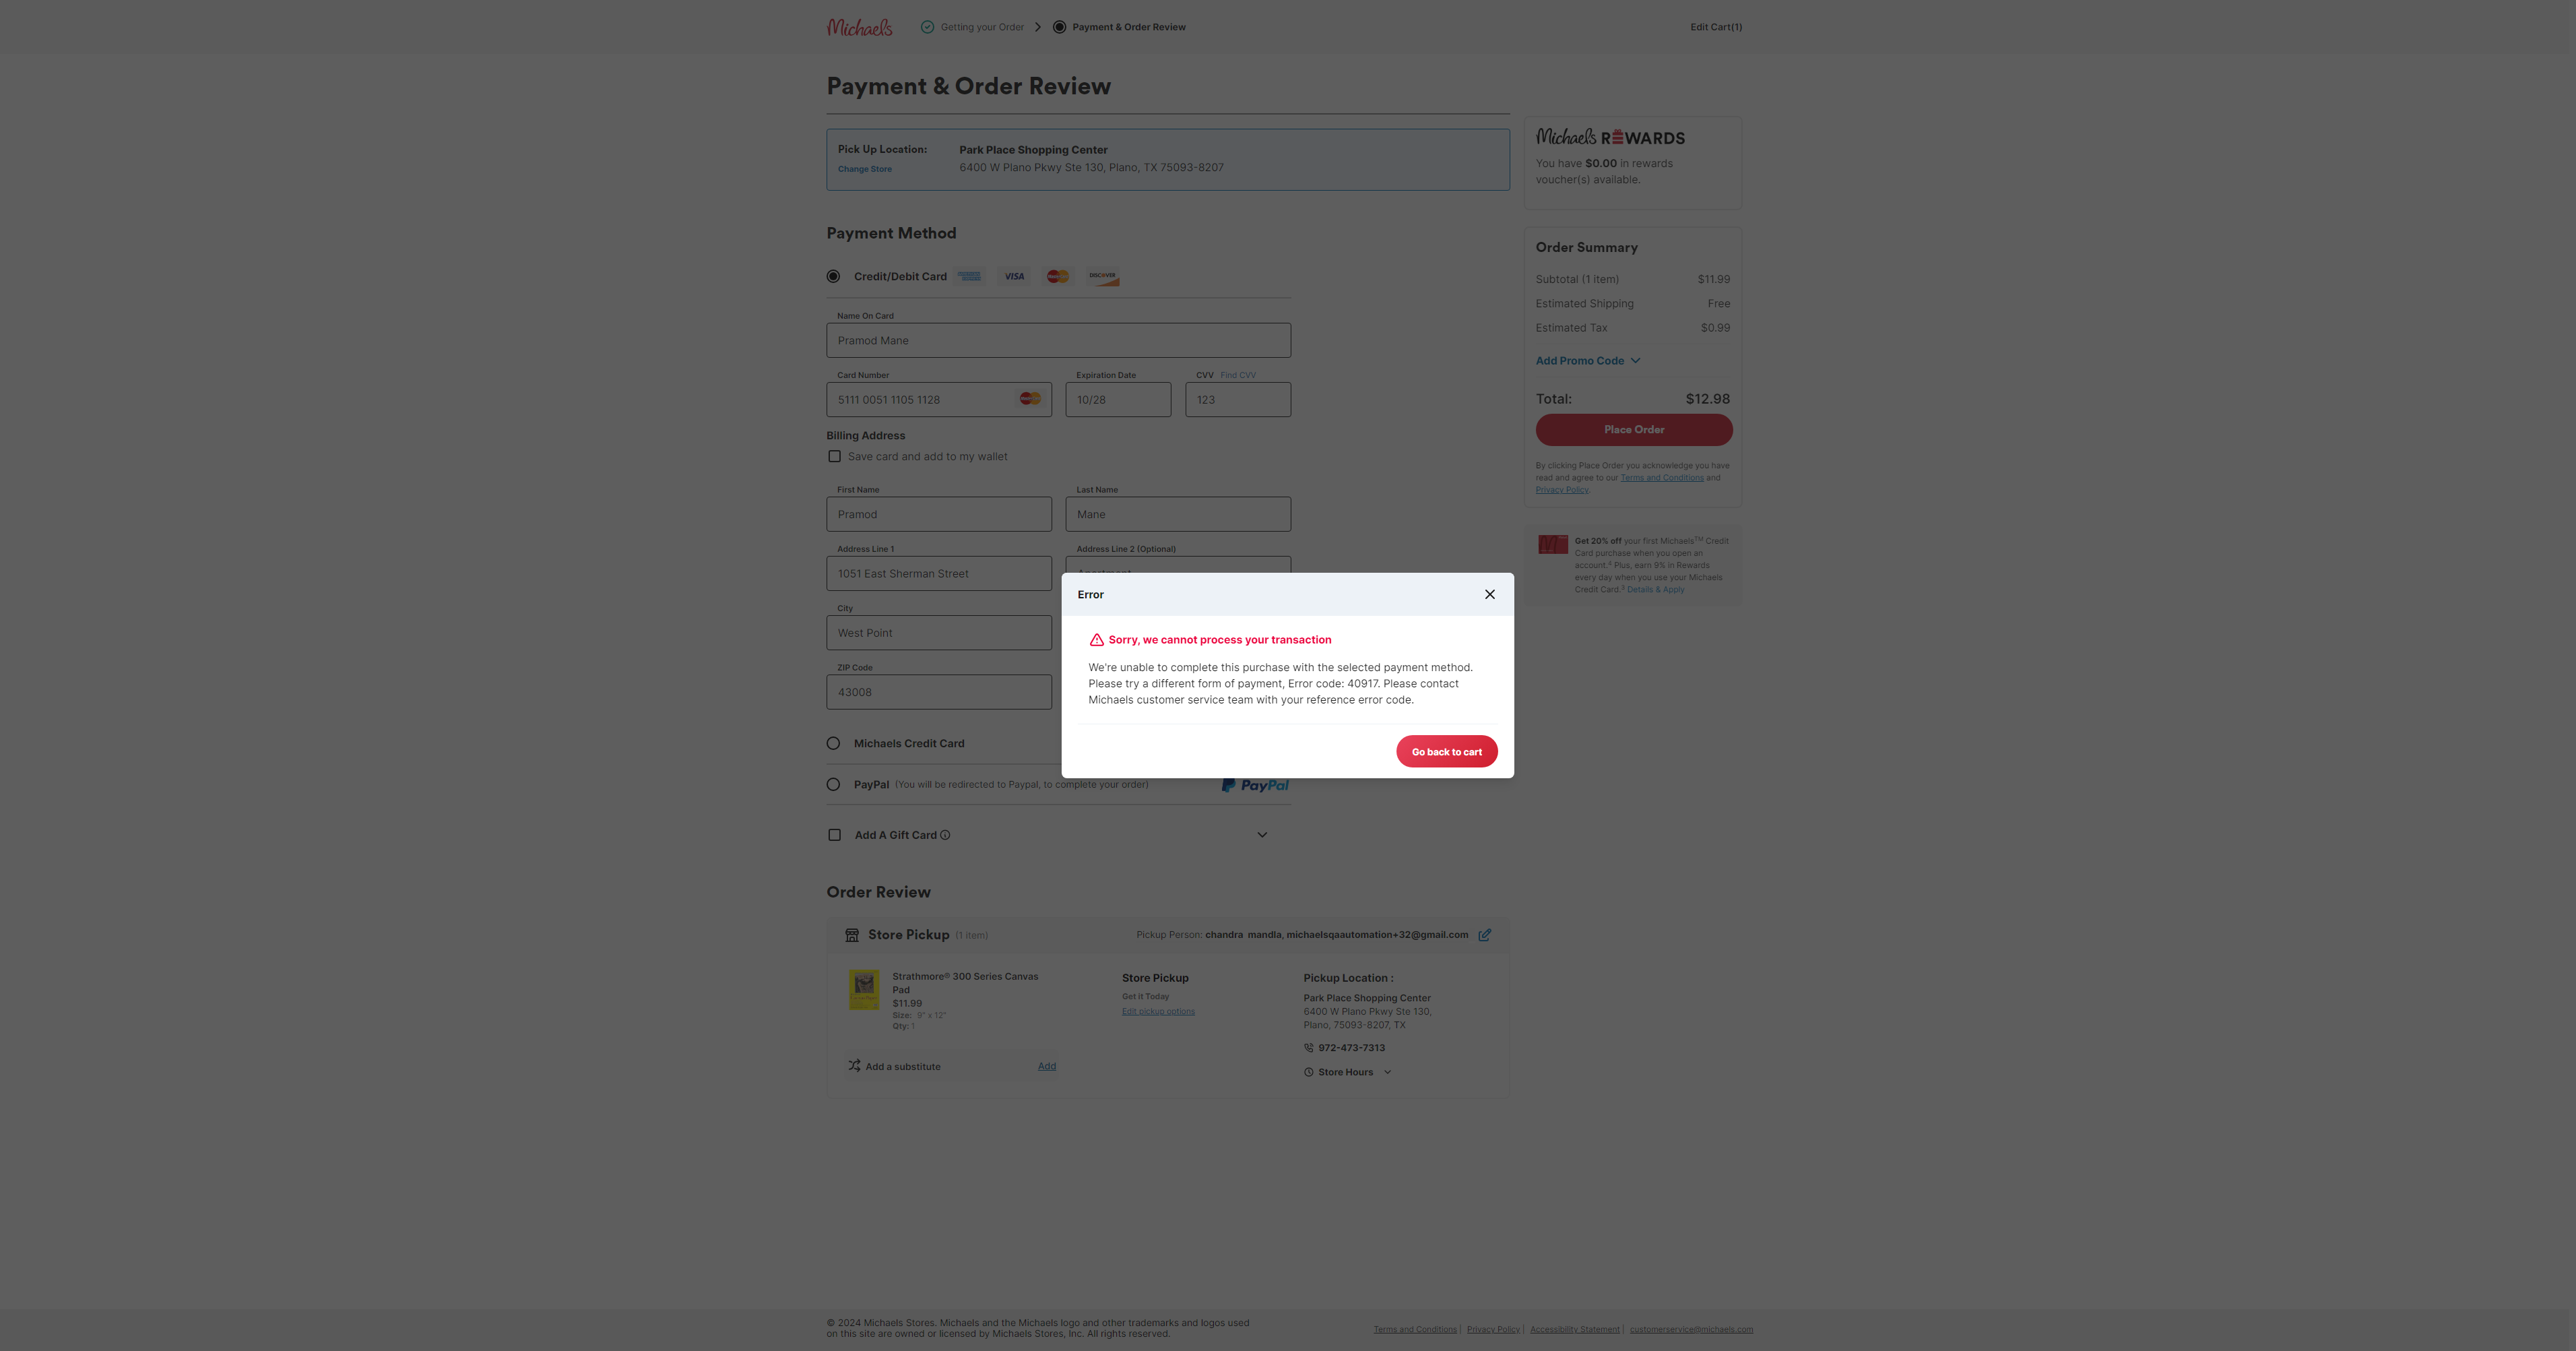 Michaels
Getting your Order
Payment & Order Review
Edit Cart(1)
Payment & Order Review
Pick Up Location:
Change Store
Park Place Shopping Center
6400 W Plano Pkwy Ste 130, Plano, TX 75093-8207
Michaels REWARDS
You have $0.00 in rewards
voucher(s) available.
Payment Method
Credit/Debit Card
VISA
DISCOVER
Name On Card
Pramod Mane
Card Number
5111 0051 1105 1128
Expiration Date
10/28
CVV Find CVV
123
Billing Address
Save card and add to my wallet
First Name
Pramod
Last Name
Mane
Address Line 1
1051 East Sherman Street
Address Line 2 (Optional)
City
West Point
ZIP Code
43008
Michaels Credit Card
PayPal (You will be redirected to Paypal, to complete your order)
PayPal
Add A Gift Card
Order Summary
Subtotal (1 item) $11.99
Estimated Shipping Free
Estimated Tax $0.99
Add Promo Code
Total: $12.98
Place Order
By clicking Place Order you acknowledge you have
read and agree to our Terms and Conditions and
Privacy Policy.
Get 20% off your first Michaels™ Credit
Card purchase when you open an
account.² Plus, earn 9% in Rewards
every day when you use your Michaels
Credit Card.³ Details & Apply
Error
Sorry, we cannot process your transaction
We're unable to complete this purchase with the selected payment method.
Please try a different form of payment, Error code: 40917. Please contact
Michaels customer service team with your reference error code.
Go back to cart
Order Review
Store Pickup (1 item)
Pickup Person: chandra mandla, michaelsqaautomation+32@gmail.com
Strathmore® 300 Series Canvas
Pad
$11.99
Size: 9" x 12"
Qty: 1
Add a substitute
Add
Store Pickup
Get it Today
Edit pickup options
Pickup Location :
Park Place Shopping Center
6400 W Plano Pkwy Ste 130,
Plano, 75093-8207, TX
972-473-7313
Store Hours
© 2024 Michaels Stores. Michaels and the Michaels logo and other trademarks and logos used
on this site are owned or licensed by Michaels Stores, Inc. All rights reserved.
Terms and Conditions | Privacy Policy | Accessibility Statement | customerservice@michaels.com